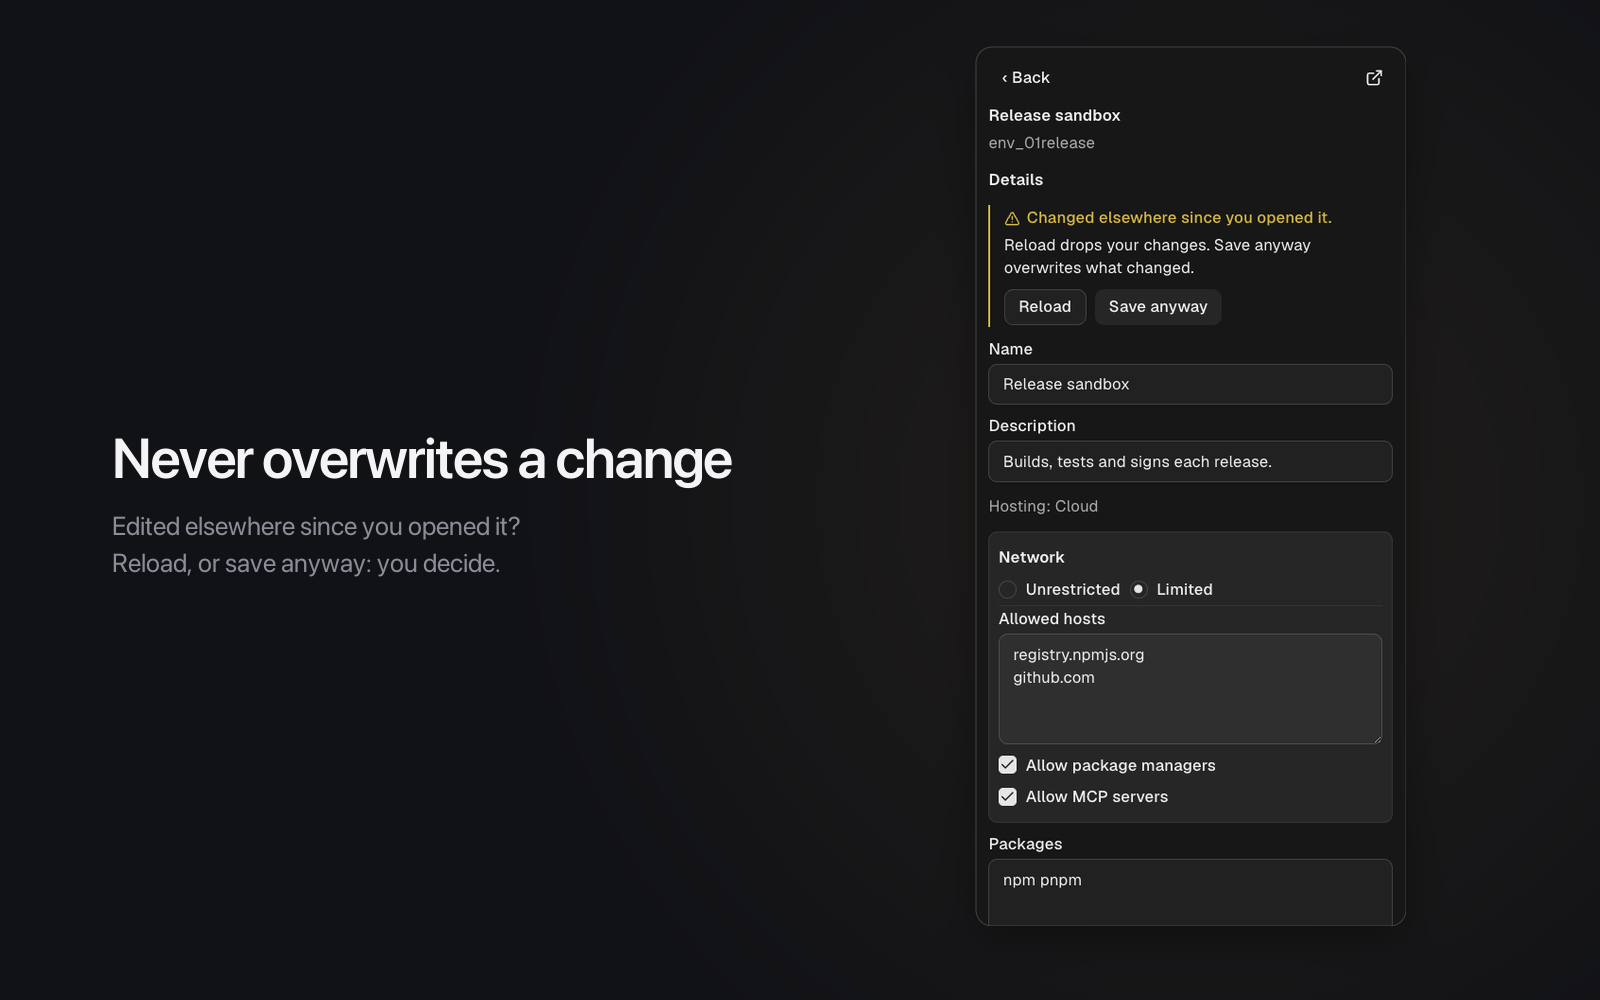 Never overwrites a change
Edited elsewhere since you opened it?
Reload, or save anyway: you decide.
‹ Back
Release sandbox
env_01release
Details
Changed elsewhere since you opened it.
Reload drops your changes. Save anyway
overwrites what changed.
Reload
Save anyway
Name
Release sandbox
Description
Builds, tests and signs each release.
Hosting: Cloud
Network
Unrestricted
Limited
Allowed hosts
registry.npmjs.org
github.com
Allow package managers
Allow MCP servers
Packages
npm pnpm